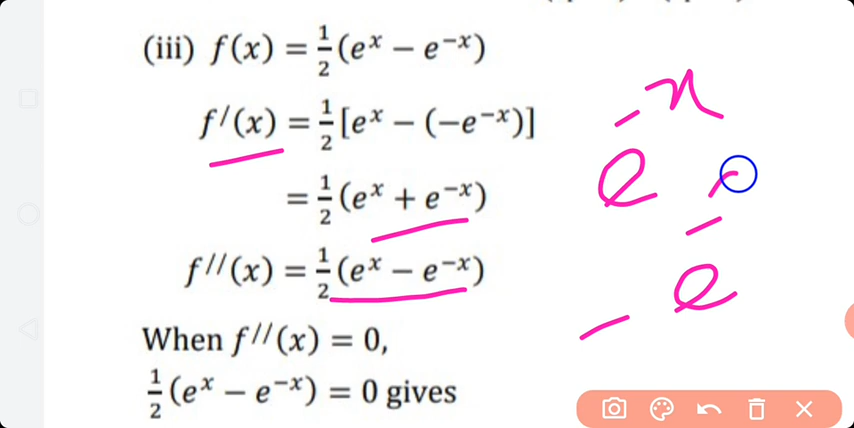 (iii) f(x) = 1/2 (e^x − e^−x)
f/(x) = 1/2 [e^x − (−e^−x)]
= 1/2 (e^x + e^−x)
f//(x) = 1/2 (e^x − e^−x)
When f//(x) = 0,
1/2 (e^x − e^−x) = 0 gives
e^−x
− e^−